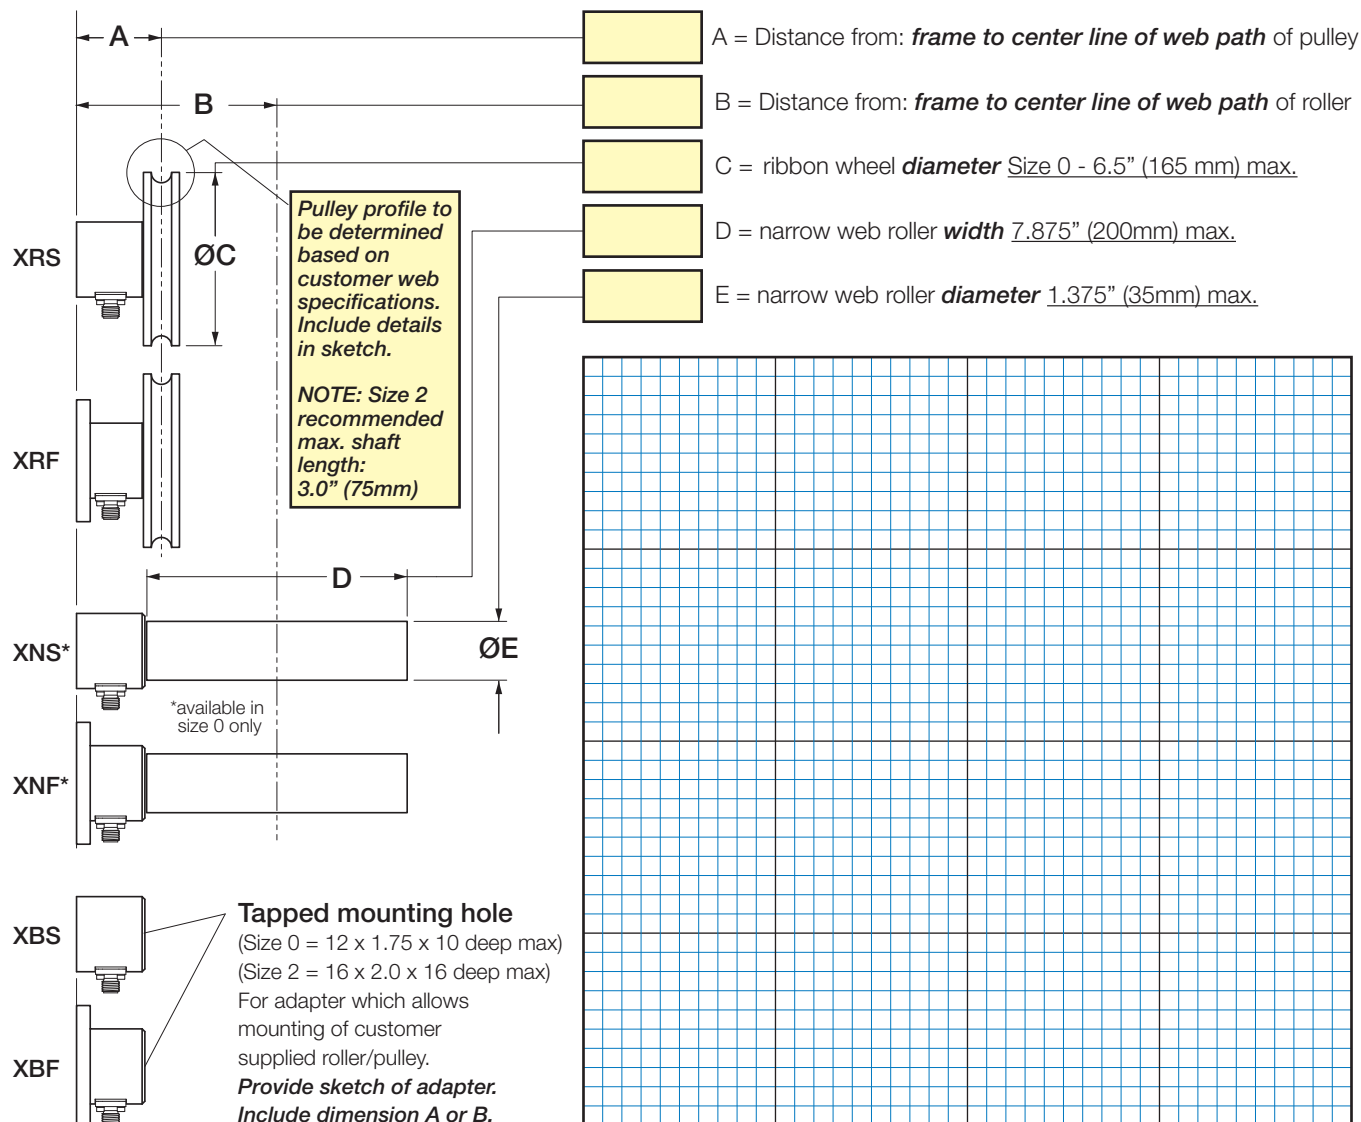 A
A = Distance from: frame to center line of web path of pulley
B
B = Distance from: frame to center line of web path of roller
C = ribbon wheel diameter Size 0 - 6.5” (165 mm) max.
D = narrow web roller width 7.875” (200mm) max.
E = narrow web roller diameter 1.375” (35mm) max.
XRS
ØC
Pulley profile to
be determined
based on
customer web
specifications.
Include details
in sketch.
NOTE: Size 2
recommended
max. shaft
length:
3.0” (75mm)
XRF
D
XNS*
ØE
*available in
size 0 only
XNF*
XBS
Tapped mounting hole
(Size 0 = 12 x 1.75 x 10 deep max)
(Size 2 = 16 x 2.0 x 16 deep max)
For adapter which allows
mounting of customer
supplied roller/pulley.
Provide sketch of adapter.
Include dimension A or B.
XBF